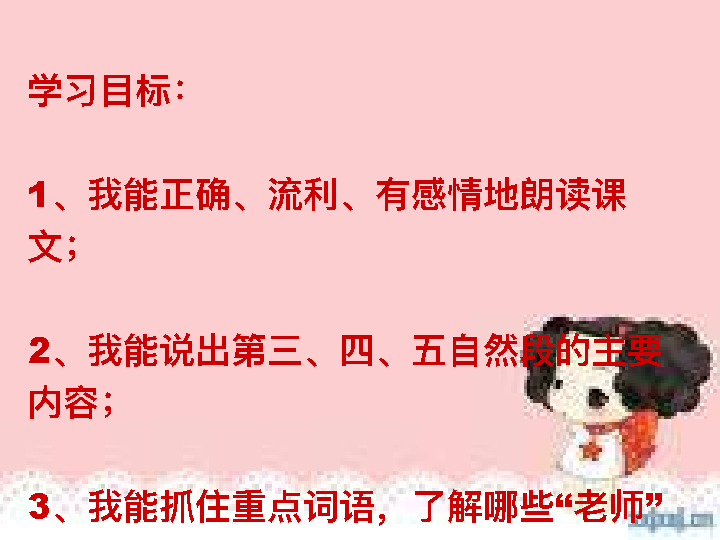 学习目标：
1、我能正确、流利、有感情地朗读课
文；
2、我能说出第三、四、五自然段的主要
内容；
3、我能抓住重点词语，了解哪些“老师”